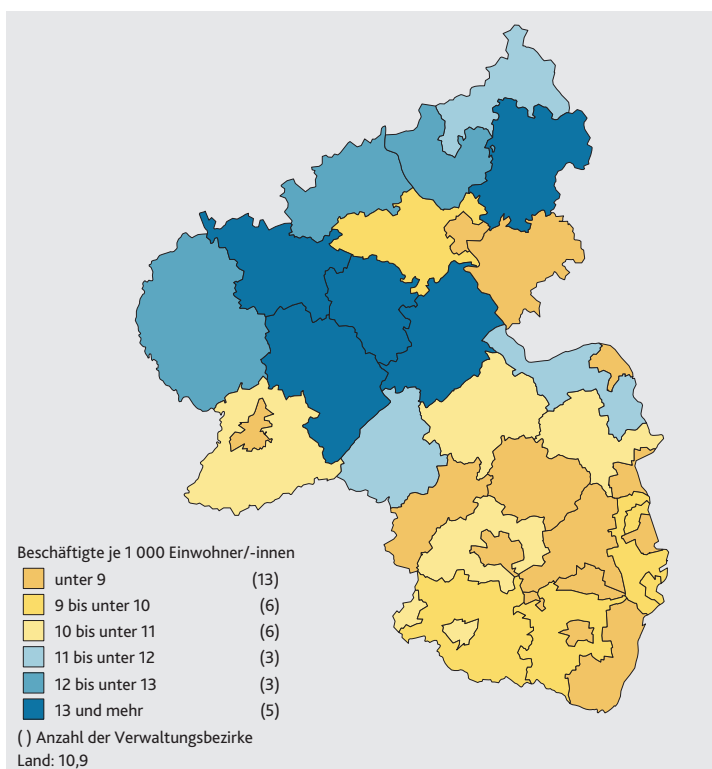 Beschäftigte je 1 000 Einwohner/-innen
unter 9 (13)
9 bis unter 10 (6)
10 bis unter 11 (6)
11 bis unter 12 (3)
12 bis unter 13 (3)
13 und mehr (5)
( ) Anzahl der Verwaltungsbezirke
Land: 10,9